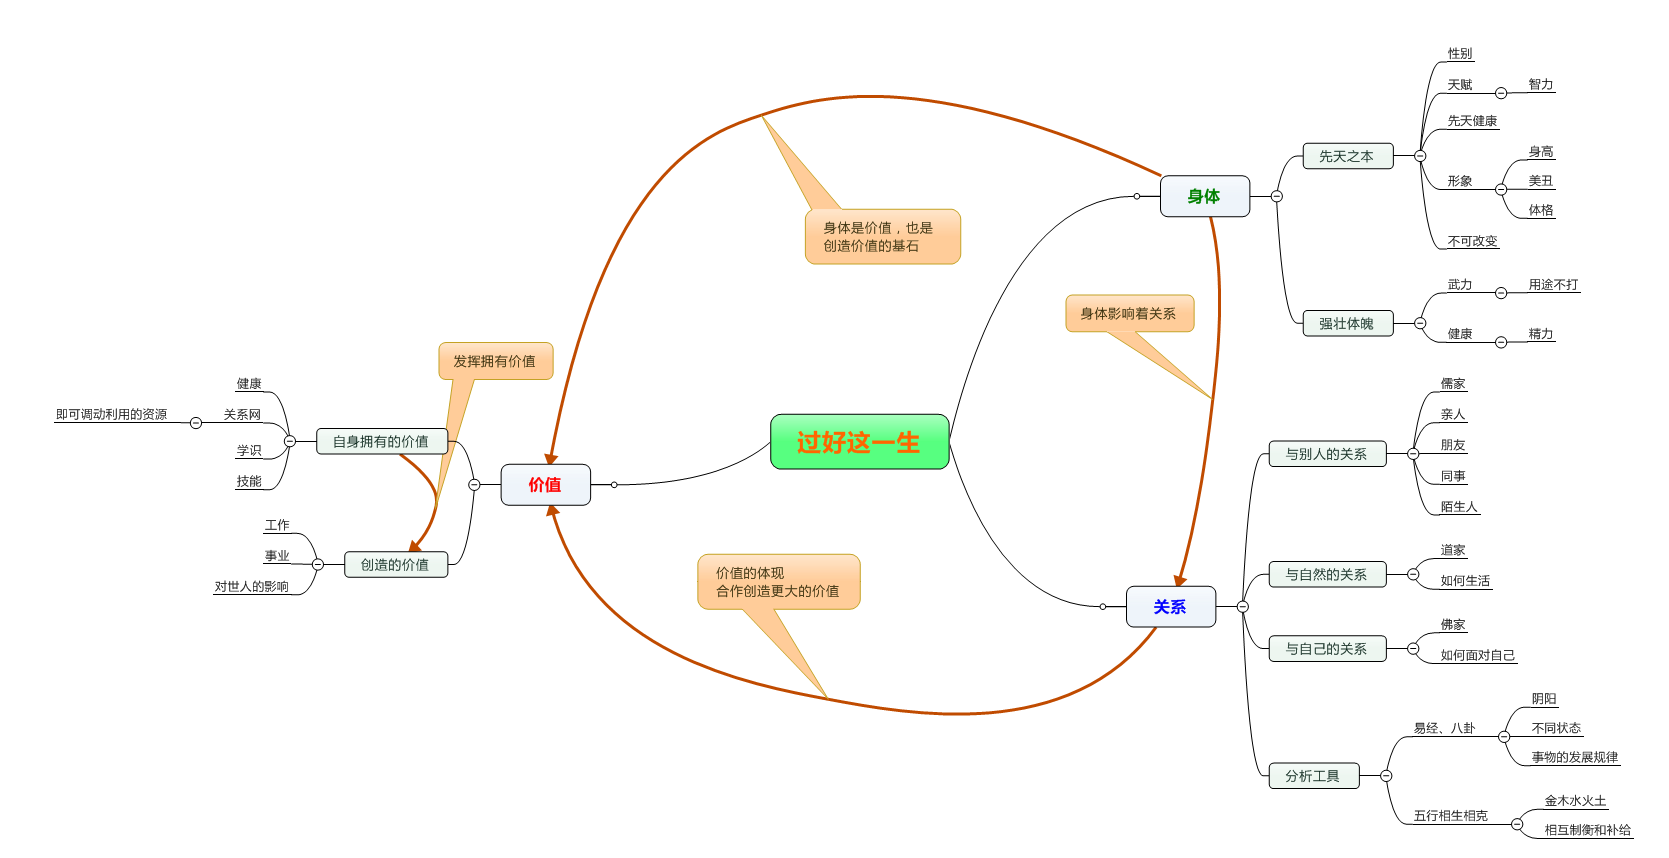 过好这一生
身体
先天之本
性别
天赋
智力
先天健康
形象
身高
美丑
体格
不可改变
强壮体魄
武力
用途不打
健康
精力
关系
与别人的关系
儒家
亲人
朋友
同事
陌生人
与自然的关系
道家
如何生活
与自己的关系
佛家
如何面对自己
分析工具
易经、八卦
阴阳
不同状态
事物的发展规律
五行相生相克
金木水火土
相互制衡和补给
价值
自身拥有的价值
健康
关系网
即可调动利用的资源
学识
技能
创造的价值
工作
事业
对世人的影响
身体是价值，也是
创造价值的基石
身体影响着关系
发挥拥有价值
价值的体现
合作创造更大的价值